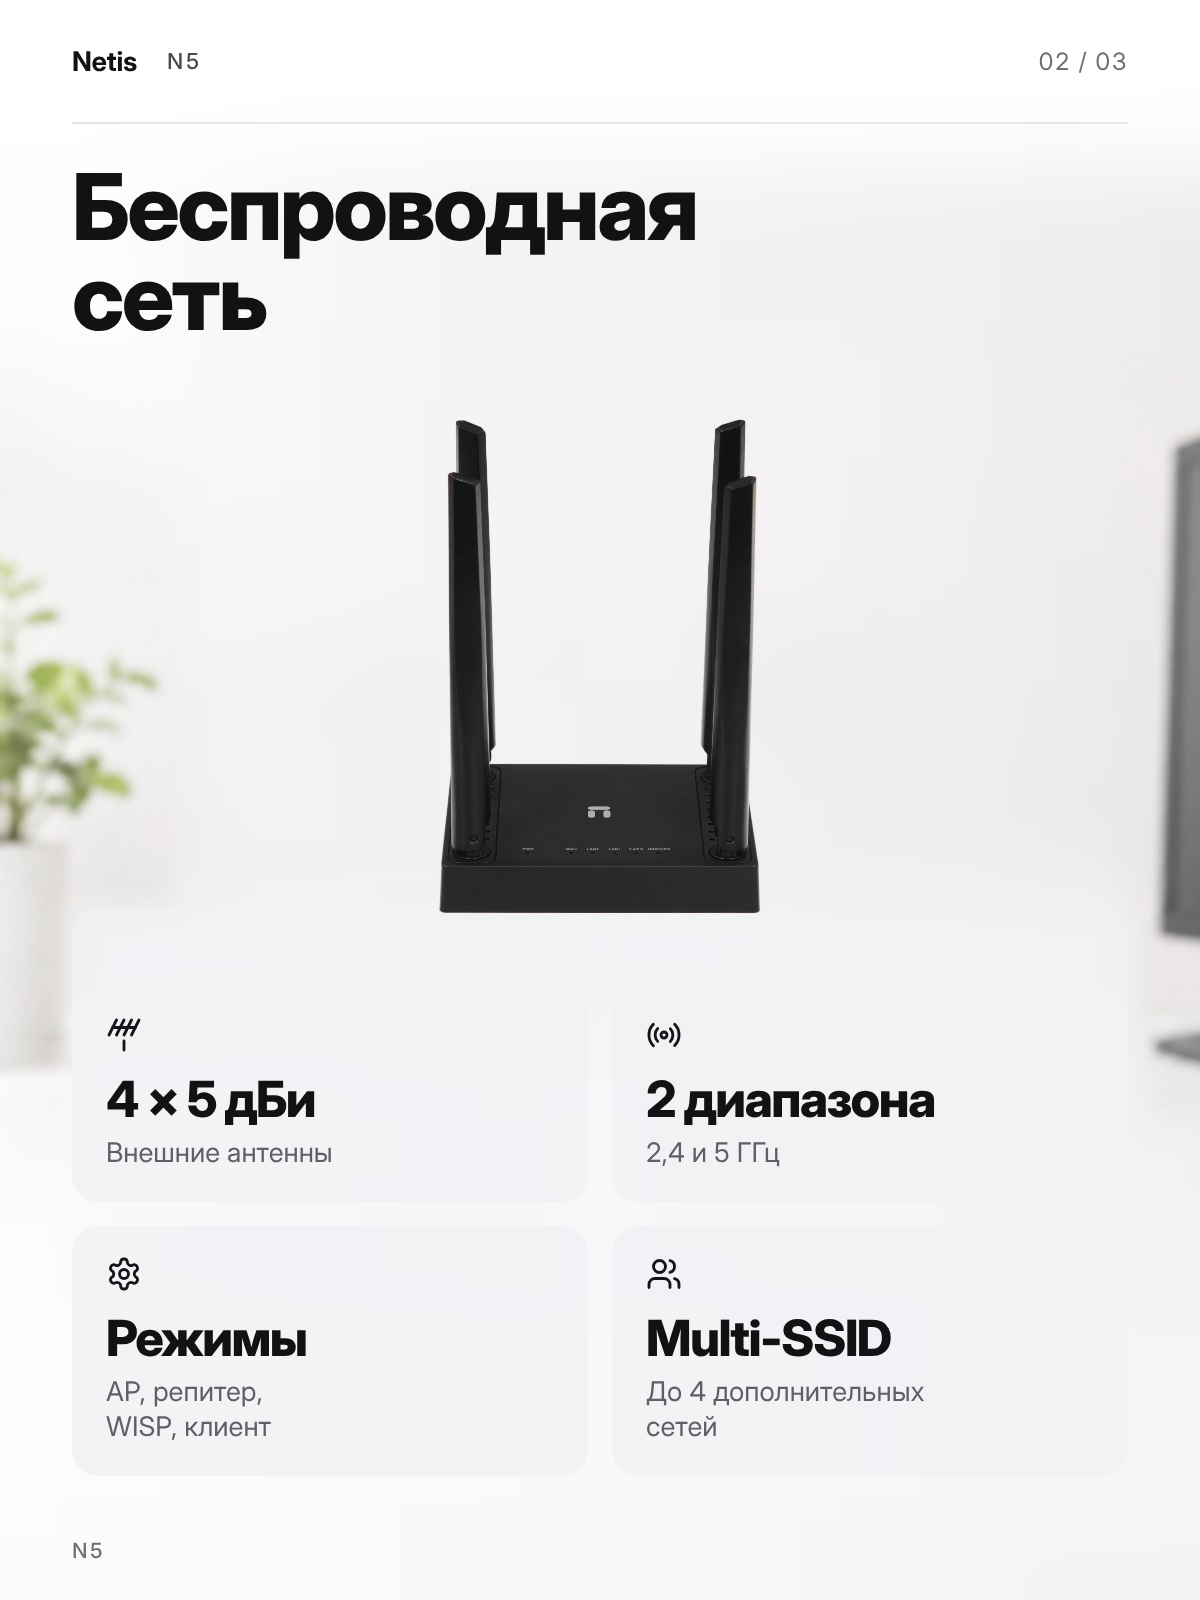 Netis N5 02 / 03
Беспроводная
сеть
4 × 5 дБи
Внешние антенны
2 диапазона
2,4 и 5 ГГц
Режимы
AP, репитер,
WISP, клиент
Multi-SSID
До 4 дополнительных
сетей
N5